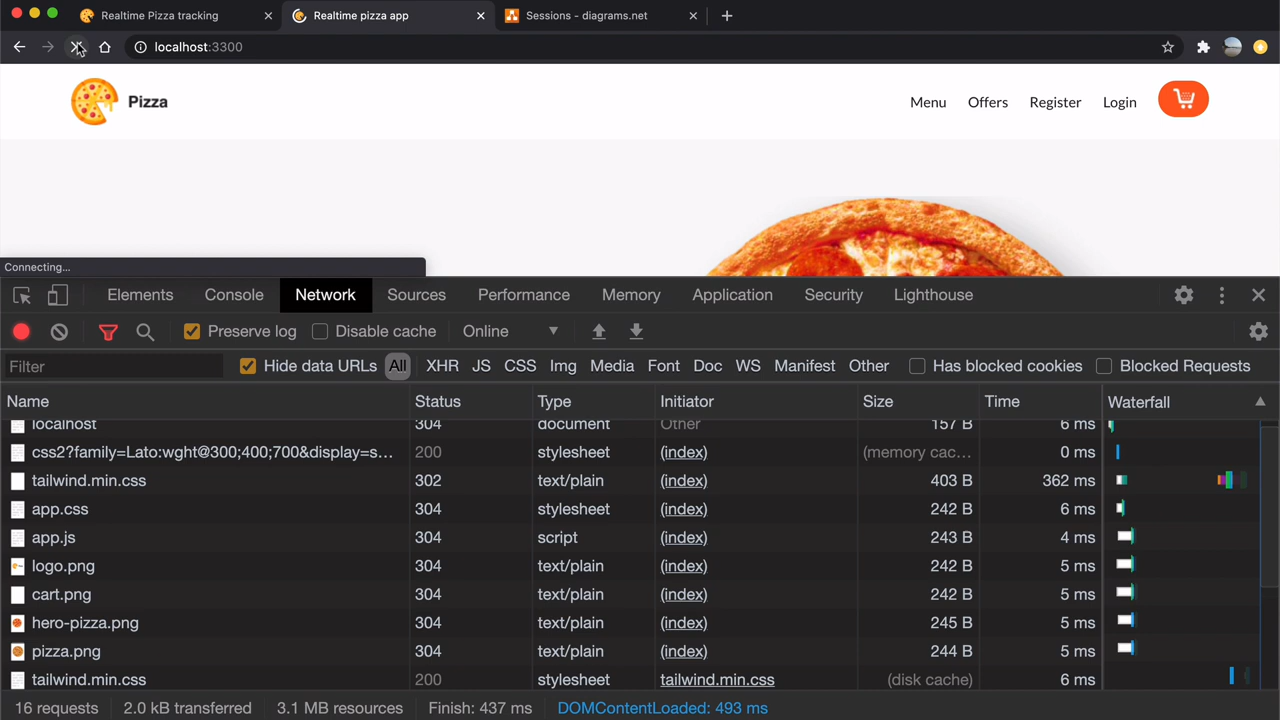 Realtime Pizza tracking
Realtime pizza app
Sessions - diagrams.net
localhost:3300
Pizza
Menu Offers Register Login
Connecting...
Elements Console Network Sources Performance Memory Application Security Lighthouse
Preserve log Disable cache Online
Filter Hide data URLs All XHR JS CSS Img Media Font Doc WS Manifest Other Has blocked cookies Blocked Requests
Name Status Type Initiator Size Time Waterfall
localhost 304 document Other 157 B 6 ms
css2?family=Lato:wght@300;400;700&display=s... 200 stylesheet (index) (memory cac... 0 ms
tailwind.min.css 302 text/plain (index) 403 B 362 ms
app.css 304 stylesheet (index) 242 B 6 ms
app.js 304 script (index) 243 B 4 ms
logo.png 304 text/plain (index) 242 B 5 ms
cart.png 304 text/plain (index) 242 B 5 ms
hero-pizza.png 304 text/plain (index) 245 B 5 ms
pizza.png 304 text/plain (index) 244 B 5 ms
tailwind.min.css 200 stylesheet tailwind.min.css (disk cache) 6 ms
16 requests 2.0 kB transferred 3.1 MB resources Finish: 437 ms DOMContentLoaded: 493 ms